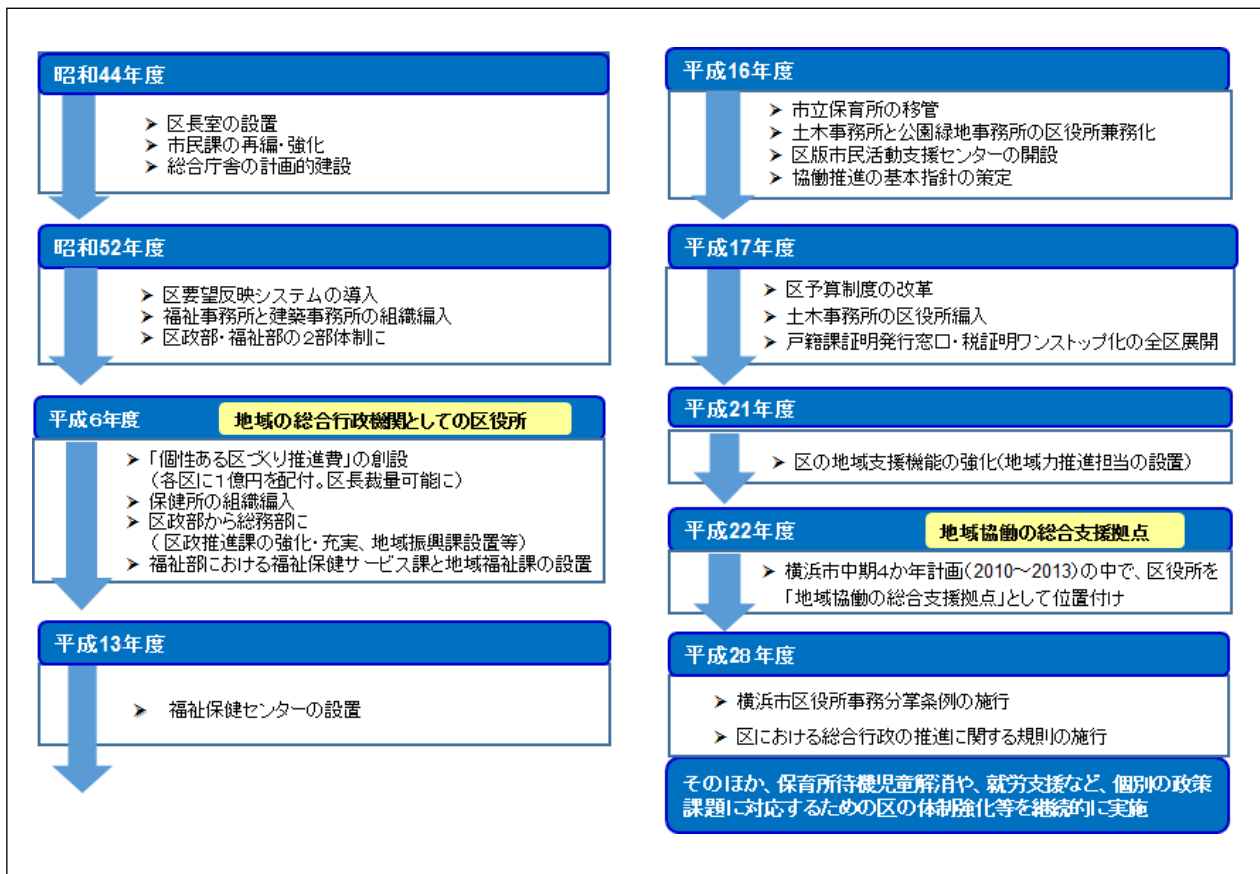 昭和44年度
➢ 区長室の設置
➢ 市民課の再編・強化
➢ 総合庁舎の計画的建設
昭和52年度
➢ 区要望反映システムの導入
➢ 福祉事務所と建築事務所の組織編入
➢ 区政部・福祉部の2部体制に
平成6年度
地域の総合行政機関としての区役所
➢ 「個性ある区づくり推進費」の創設
(各区に1億円を配付。区長裁量可能に)
➢ 保健所の組織編入
➢ 区政部から総務部に
(区政推進課の強化・充実、地域振興課設置等)
➢ 福祉部における福祉保健サービス課と地域福祉課の設置
平成13年度
➢ 福祉保健センターの設置
平成16年度
➢ 市立保育所の移管
➢ 土木事務所と公園緑地事務所の区役所兼務化
➢ 区版市民活動支援センターの開設
➢ 協働推進の基本指針の策定
平成17年度
➢ 区予算制度の改革
➢ 土木事務所の区役所編入
➢ 戸籍課証明発行窓口・税証明ワンストップ化の全区展開
平成21年度
➢ 区の地域支援機能の強化(地域力推進担当の設置)
平成22年度
地域協働の総合支援拠点
➢ 横浜市中期4か年計画(2010～2013)の中で、区役所を
「地域協働の総合支援拠点」として位置付け
平成28年度
➢ 横浜市区役所事務分掌条例の施行
➢ 区における総合行政の推進に関する規則の施行
そのほか、保育所待機児童解消や、就労支援など、個別の政策
課題に対応するための区の体制強化等を継続的に実施